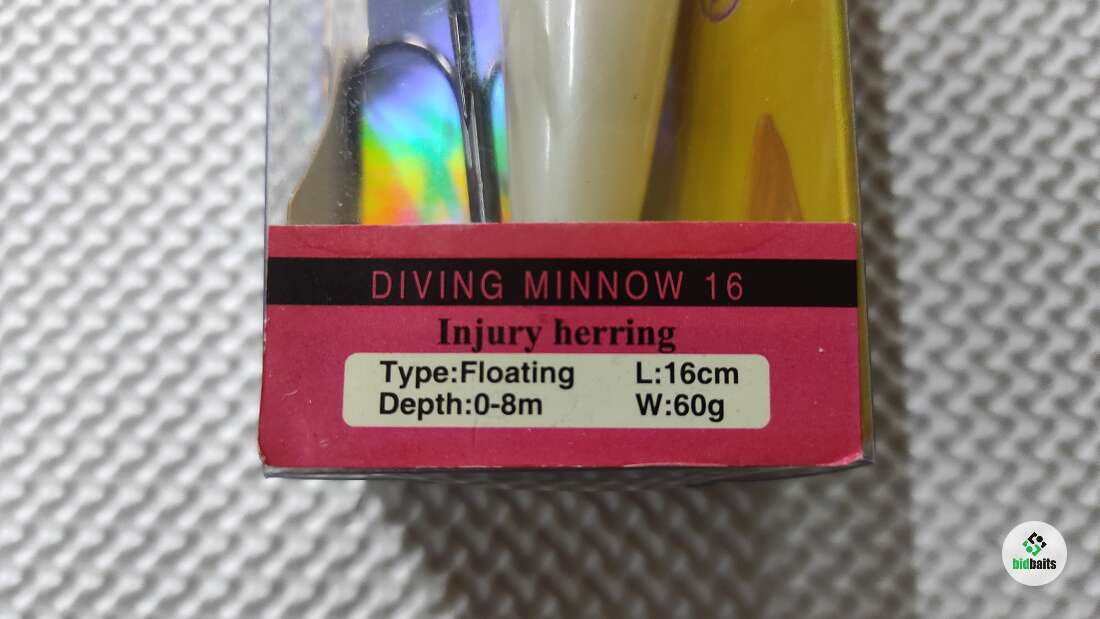 DIVING MINNOW 16
Injury herring
Type:Floating L:16cm
Depth:0-8m W:60g
bidbaits